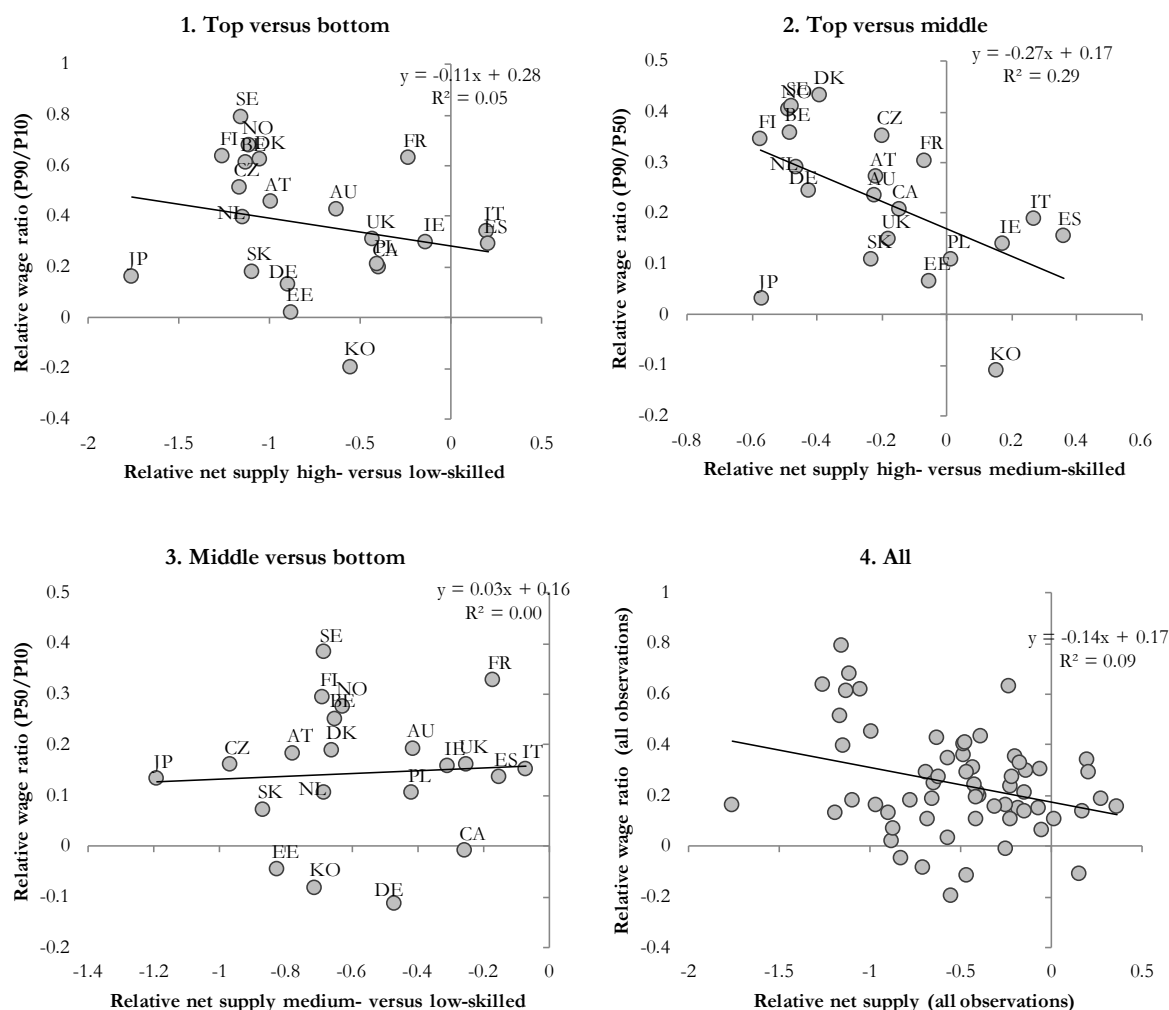 1. Top versus bottom
y = -0.11x + 0.28
R² = 0.05
Relative wage ratio (P90/P10)
1
0.8
0.6
0.4
0.2
0
-0.2
-0.4
SE
NO
FI
BE
DK
CZ
AT
NL
FR
AU
UK
IE
IT
ES
PL
CA
JP
SK
DE
EE
KO
-2
-1.5
-1
-0.5
0
0.5
Relative net supply high- versus low-skilled
2. Top versus middle
y = -0.27x + 0.17
R² = 0.29
Relative wage ratio (P90/P50)
0.5
0.4
0.3
0.2
0.1
0
-0.1
-0.2
SE
NO
DK
BE
FI
CZ
FR
NL
AT
DE
AU
CA
IT
ES
UK
IE
SK
PL
EE
JP
KO
-0.8
-0.6
-0.4
-0.2
0
0.2
0.4
0.6
Relative net supply high- versus medium-skilled
3. Middle versus bottom
y = 0.03x + 0.16
R² = 0.00
Relative wage ratio (P50/P10)
0.5
0.4
0.3
0.2
0.1
0
-0.1
-0.2
SE
FR
FI
NO
BE
DK
AT
AU
CZ
JP
IE
UK
ES
IT
NL
PL
SK
CA
EE
KO
DE
-1.4
-1.2
-1
-0.8
-0.6
-0.4
-0.2
0
Relative net supply medium- versus low-skilled
4. All
y = -0.14x + 0.17
R² = 0.09
Relative wage ratio (all observations)
1
0.8
0.6
0.4
0.2
0
-0.2
-0.4
-2
-1.5
-1
-0.5
0
0.5
Relative net supply (all observations)